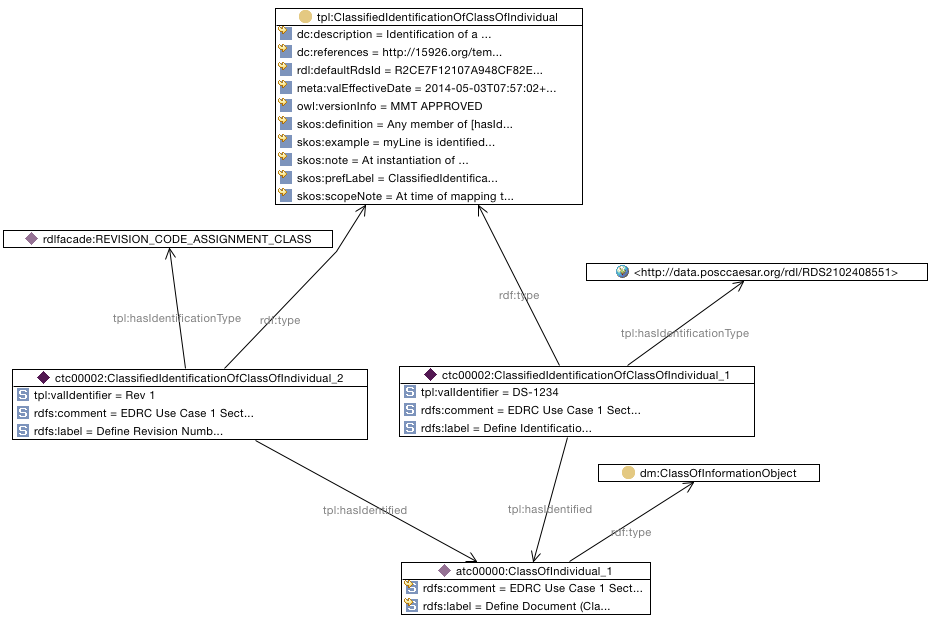 tpl:ClassifiedIdentificationOfClassOfIndividual
dc:description = Identification of a ...
dc:references = http://15926.org/tem...
rdl:defaultRdsId = R2CE7F12107A948CF82E...
meta:valEffectiveDate = 2014-05-03T07:57:02+...
owl:versionInfo = MMT APPROVED
skos:definition = Any member of [hasId...
skos:example = myLine is identified...
skos:note = At instantiation of ...
skos:prefLabel = ClassifiedIdentifica...
skos:scopeNote = At time of mapping t...
rdlfacade:REVISION_CODE_ASSIGNMENT_CLASS
<http://data.posccaesar.org/rdl/RDS2102408551>
rdf:type
tpl:hasIdentificationType
rdf:type
tpl:hasIdentificationType
ctc00002:ClassifiedIdentificationOfClassOfIndividual_2
tpl:valIdentifier = Rev 1
rdfs:comment = EDRC Use Case 1 Sect...
rdfs:label = Define Revision Numb...
ctc00002:ClassifiedIdentificationOfClassOfIndividual_1
tpl:valIdentifier = DS-1234
rdfs:comment = EDRC Use Case 1 Sect...
rdfs:label = Define Identificatio...
dm:ClassOfInformationObject
tpl:hasIdentified
tpl:hasIdentified
rdf:type
atc00000:ClassOfIndividual_1
rdfs:comment = EDRC Use Case 1 Sect...
rdfs:label = Define Document (Cla...